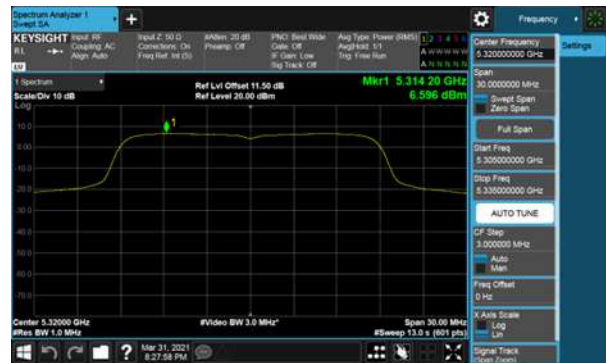 Spectrum Analyzer 1
Swept SA
Frequency
KEYSIGHT
Input: RF
Input Z: 50 Ω
#Atten: 20 dB
PNO: Best Wide
Avg Type: Power (RMS)
1 2 3 4 5 6
RL
Coupling: AC
Corrections: On
Preamp: Off
Gate: Off
Avg|Hold: 1/1
A W W W W W
Align: Auto
Freq Ref: Int (S)
IF Gain: Low
Trig: Free Run
Sig Track: Off
A N N N N N
LXI
1 Spectrum
Ref Lvl Offset 11.50 dB
Mkr1 5.314 20 GHz
Scale/Div 10 dB
Ref Level 20.00 dBm
6.596 dBm
Log
1
10.0
0.00
-10.0
-20.0
-30.0
-40.0
-50.0
-60.0
-70.0
Center 5.32000 GHz
#Video BW 3.0 MHz*
Span 30.00 MHz
#Res BW 1.0 MHz
#Sweep 13.0 s (601 pts)
Mar 31, 2021
8:27:58 PM
?
Center Frequency
5.320000000 GHz
Settings
Span
30.0000000 MHz
Swept Span
Zero Span
Full Span
Start Freq
5.305000000 GHz
Stop Freq
5.335000000 GHz
AUTO TUNE
CF Step
3.000000 MHz
Auto
Man
Freq Offset
0 Hz
X Axis Scale
Log
Lin
Signal Track
(Span Zoom)